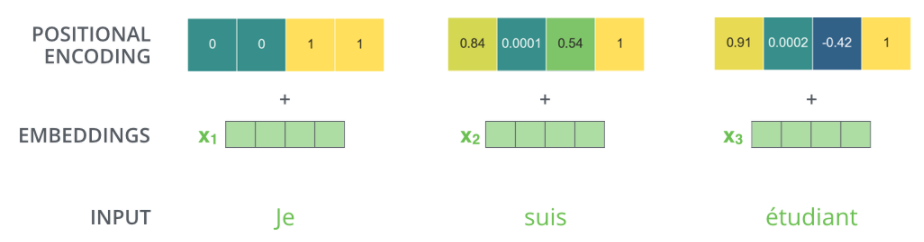 POSITIONAL ENCODING
0 0 1 1
0.84 0.0001 0.54 1
0.91 0.0002 -0.42 1
+ + +
EMBEDDINGS x1 x2 x3
INPUT Je suis étudiant